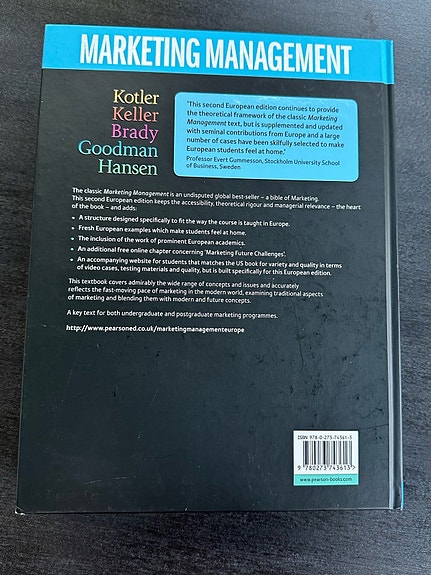 MARKETING MANAGEMENT
Kotler
Keller
Brady
Goodman
Hansen
'This second European edition continues to provide
the theoretical framework of the classic Marketing
Management text, but is supplemented and updated
with seminal contributions from Europe and a large
number of cases have been skilfully selected to make
European students feel at home.'
Professor Evert Gummesson, Stockholm University School
of Business, Sweden
The classic Marketing Management is an undisputed global best-seller – a bible of Marketing.
This second European edition keeps the accessibility, theoretical rigour and managerial relevance – the heart
of the book – and adds:
• A structure designed specifically to fit the way the course is taught in Europe.
• Fresh European examples which make students feel at home.
• The inclusion of the work of prominent European academics.
• An additional free online chapter concerning 'Marketing Future Challenges'.
• An accompanying website for students that matches the US book for variety and quality in terms
of video cases, testing materials and quality, but is built specifically for this European edition.
This textbook covers admirably the wide range of concepts and issues and accurately
reflects the fast-moving pace of marketing in the modern world, examining traditional aspects
of marketing and blending them with modern and future concepts.
A key text for both undergraduate and postgraduate marketing programmes.
http://www.pearsoned.co.uk/marketingmanagementeurope
ISBN 978-0-273-74361-3
9 780273 743613 >
www.pearson-books.com